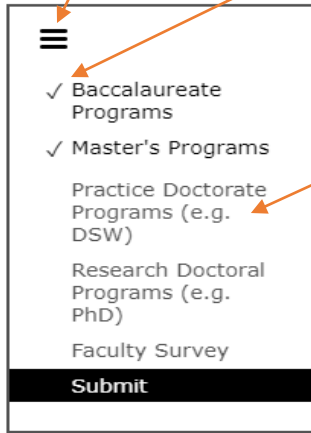 ✓ Baccalaureate
Programs
✓ Master's Programs
Practice Doctorate
Programs (e.g.
DSW)
Research Doctoral
Programs (e.g.
PhD)
Faculty Survey
Submit